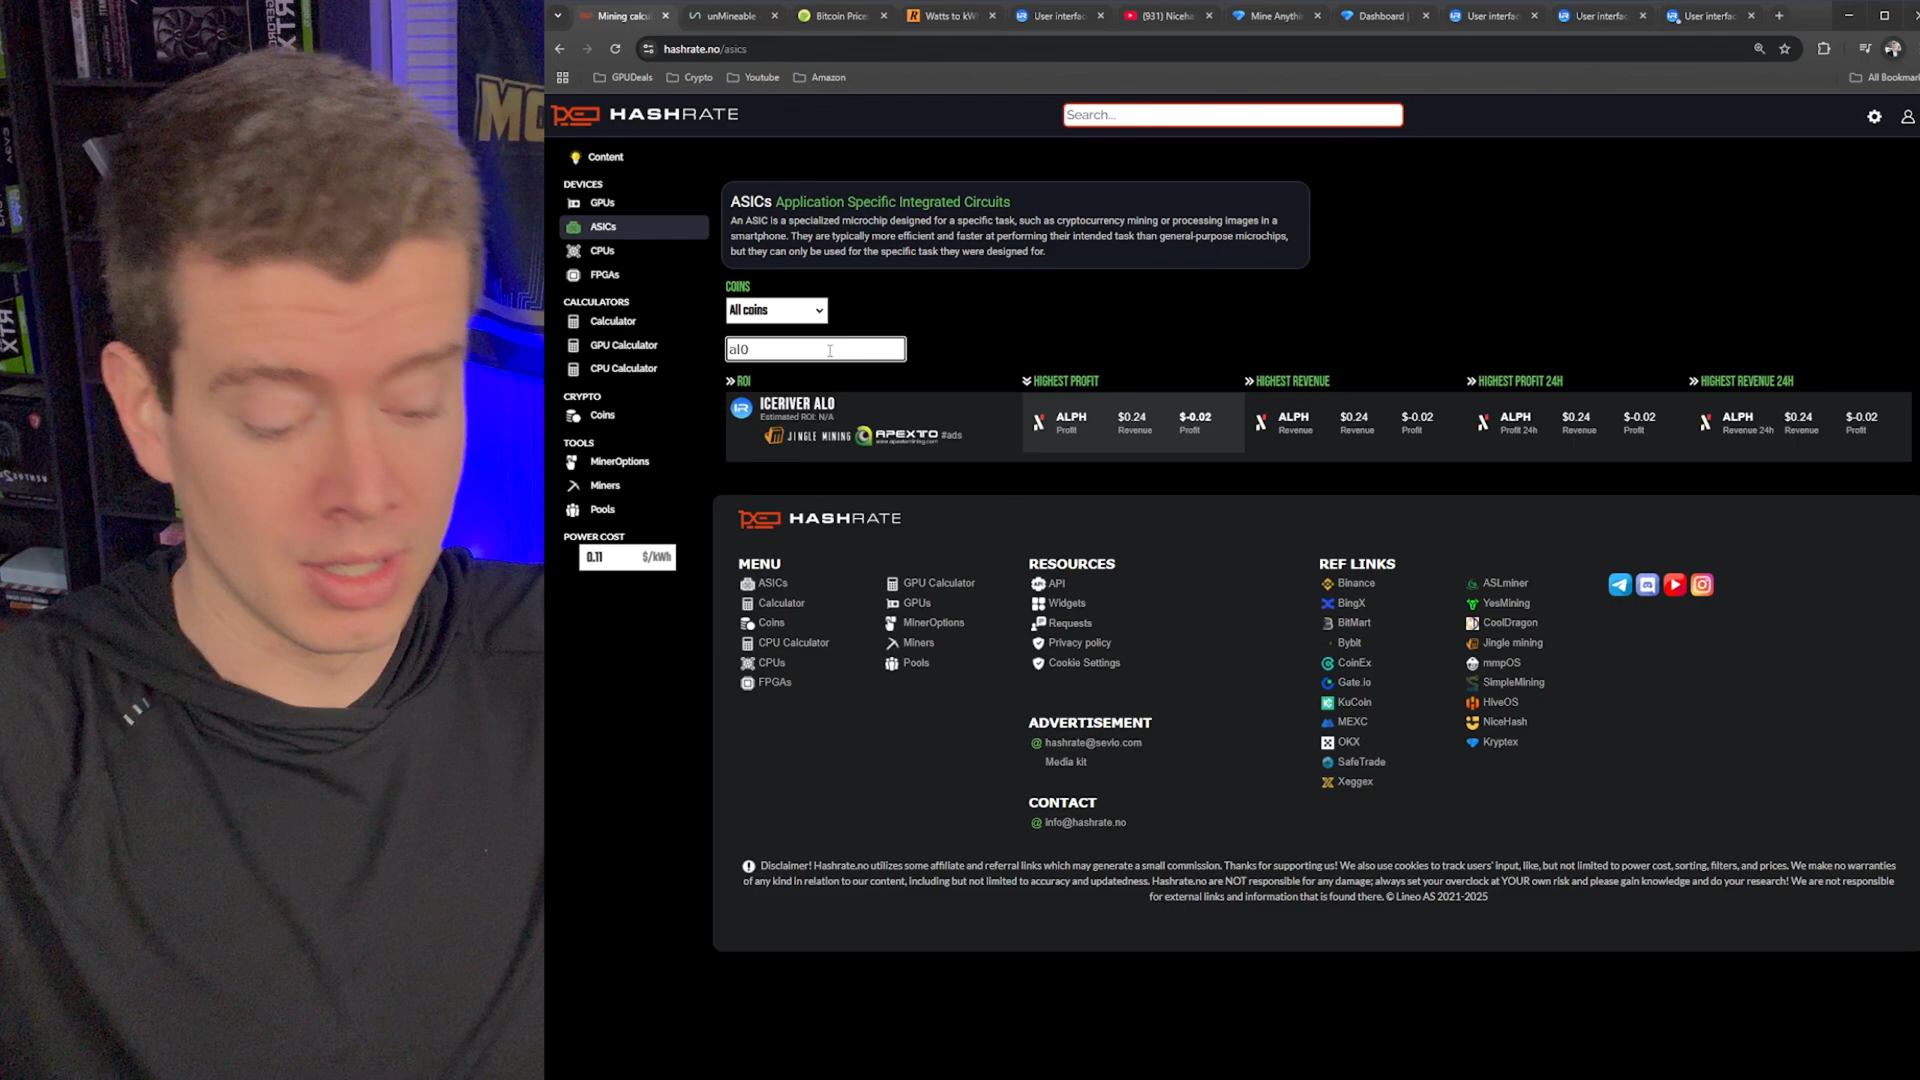 Mining calcu
unMineable
Bitcoin Price
Watts to kW
User interfac
(931) Niceha
Mine Anythi
Dashboard |
User interfac
User interfac
User interfac
hashrate.no/asics
GPUDeals
Crypto
Youtube
Amazon
All Bookmar
HASHRATE
Search...
Content
DEVICES
GPUs
ASICs
CPUs
FPGAs
CALCULATORS
Calculator
GPU Calculator
CPU Calculator
CRYPTO
Coins
TOOLS
MinerOptions
Miners
Pools
POWER COST
0.11 $/kWh
ASICs Application Specific Integrated Circuits
An ASIC is a specialized microchip designed for a specific task, such as cryptocurrency mining or processing images in a
smartphone. They are typically more efficient and faster at performing their intended task than general-purpose microchips,
but they can only be used for the specific task they were designed for.
COINS
All coins
al0
ROI
HIGHEST PROFIT
HIGHEST REVENUE
HIGHEST PROFIT 24H
HIGHEST REVENUE 24H
ICERIVER AL0
Estimated ROI: N/A
JINGLE MINING APEXTO #ads
ALPH $0.24 $-0.02
Profit Revenue Profit
ALPH $0.24 $-0.02
Revenue Revenue Profit
ALPH $0.24 $-0.02
Profit 24h Revenue Profit
ALPH $0.24 $-0.02
Revenue 24h Revenue Profit
HASHRATE
MENU
ASICs
Calculator
Coins
CPU Calculator
CPUs
FPGAs
GPU Calculator
GPUs
MinerOptions
Miners
Pools
RESOURCES
API
Widgets
Requests
Privacy policy
Cookie Settings
ADVERTISEMENT
@ hashrate@sevio.com
Media kit
CONTACT
@ info@hashrate.no
REF LINKS
Binance
BingX
BitMart
Bybit
CoinEx
Gate.io
KuCoin
MEXC
OKX
SafeTrade
Xeggex
ASLminer
YesMining
CoolDragon
Jingle mining
mmpOS
SimpleMining
HiveOS
NiceHash
Kryptex
Disclaimer! Hashrate.no utilizes some affiliate and referral links which may generate a small commission. Thanks for supporting us! We also use cookies to track users' input, like, but not limited to power cost, sorting, filters, and prices. We make no warranties
of any kind in relation to our content, including but not limited to accuracy and updatedness. Hashrate.no are NOT responsible for any damage; always set your overclock at YOUR own risk and please gain knowledge and do your research! We are not responsible
for external links and information that is found there. © Lineo AS 2021-2025